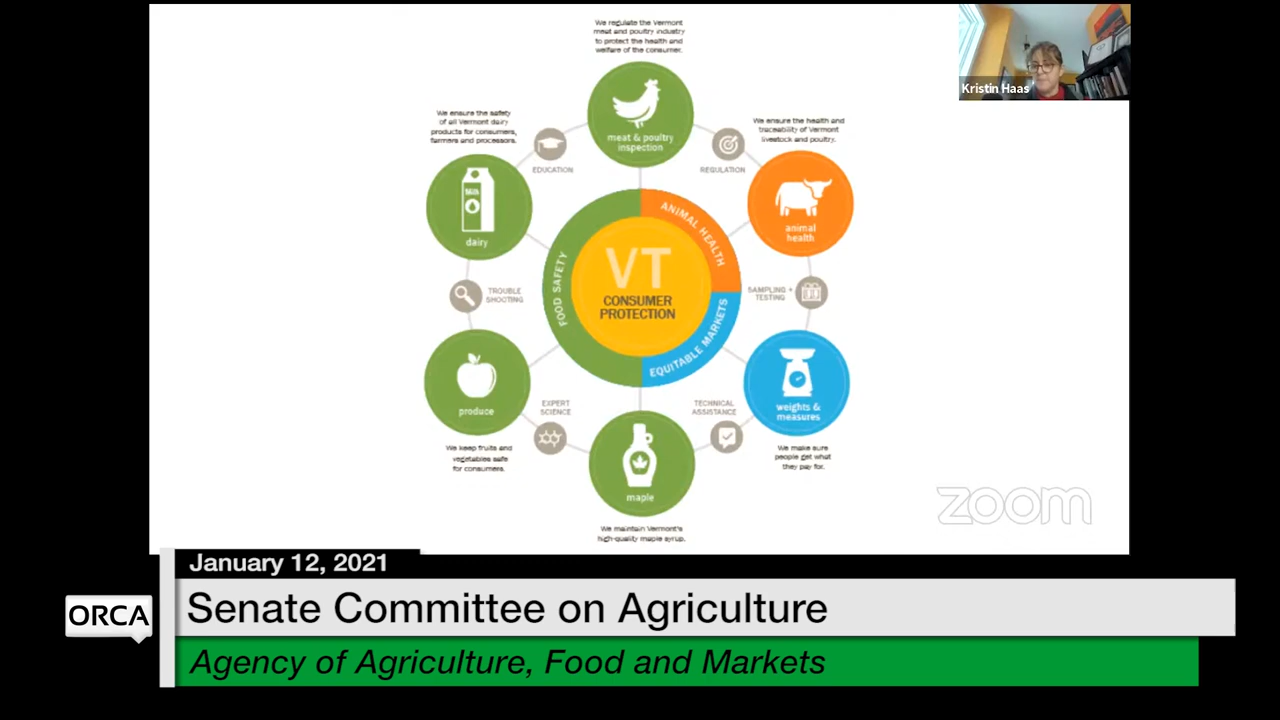 We regulate the Vermont
meat and poultry industry
to protect the health and
welfare of the consumer.
Kristin Haas
meat & poultry
inspection
We ensure the safety
of all Vermont dairy
products for consumers,
farmers and processors.
EDUCATION
REGULATION
We ensure the health and
traceability of Vermont
livestock and poultry.
Milk
dairy
animal
health
ANIMAL HEALTH
FOOD SAFETY
EQUITABLE MARKETS
VT
CONSUMER
PROTECTION
TROUBLE
SHOOTING
SAMPLING +
TESTING
produce
weights &
measures
EXPERT
SCIENCE
TECHNICAL
ASSISTANCE
We keep fruits and
vegetables safe
for consumers.
We make sure
people get what
they pay for.
maple
We maintain Vermont's
high-quality maple syrup.
zoom
January 12, 2021
ORCA
Senate Committee on Agriculture
Agency of Agriculture, Food and Markets